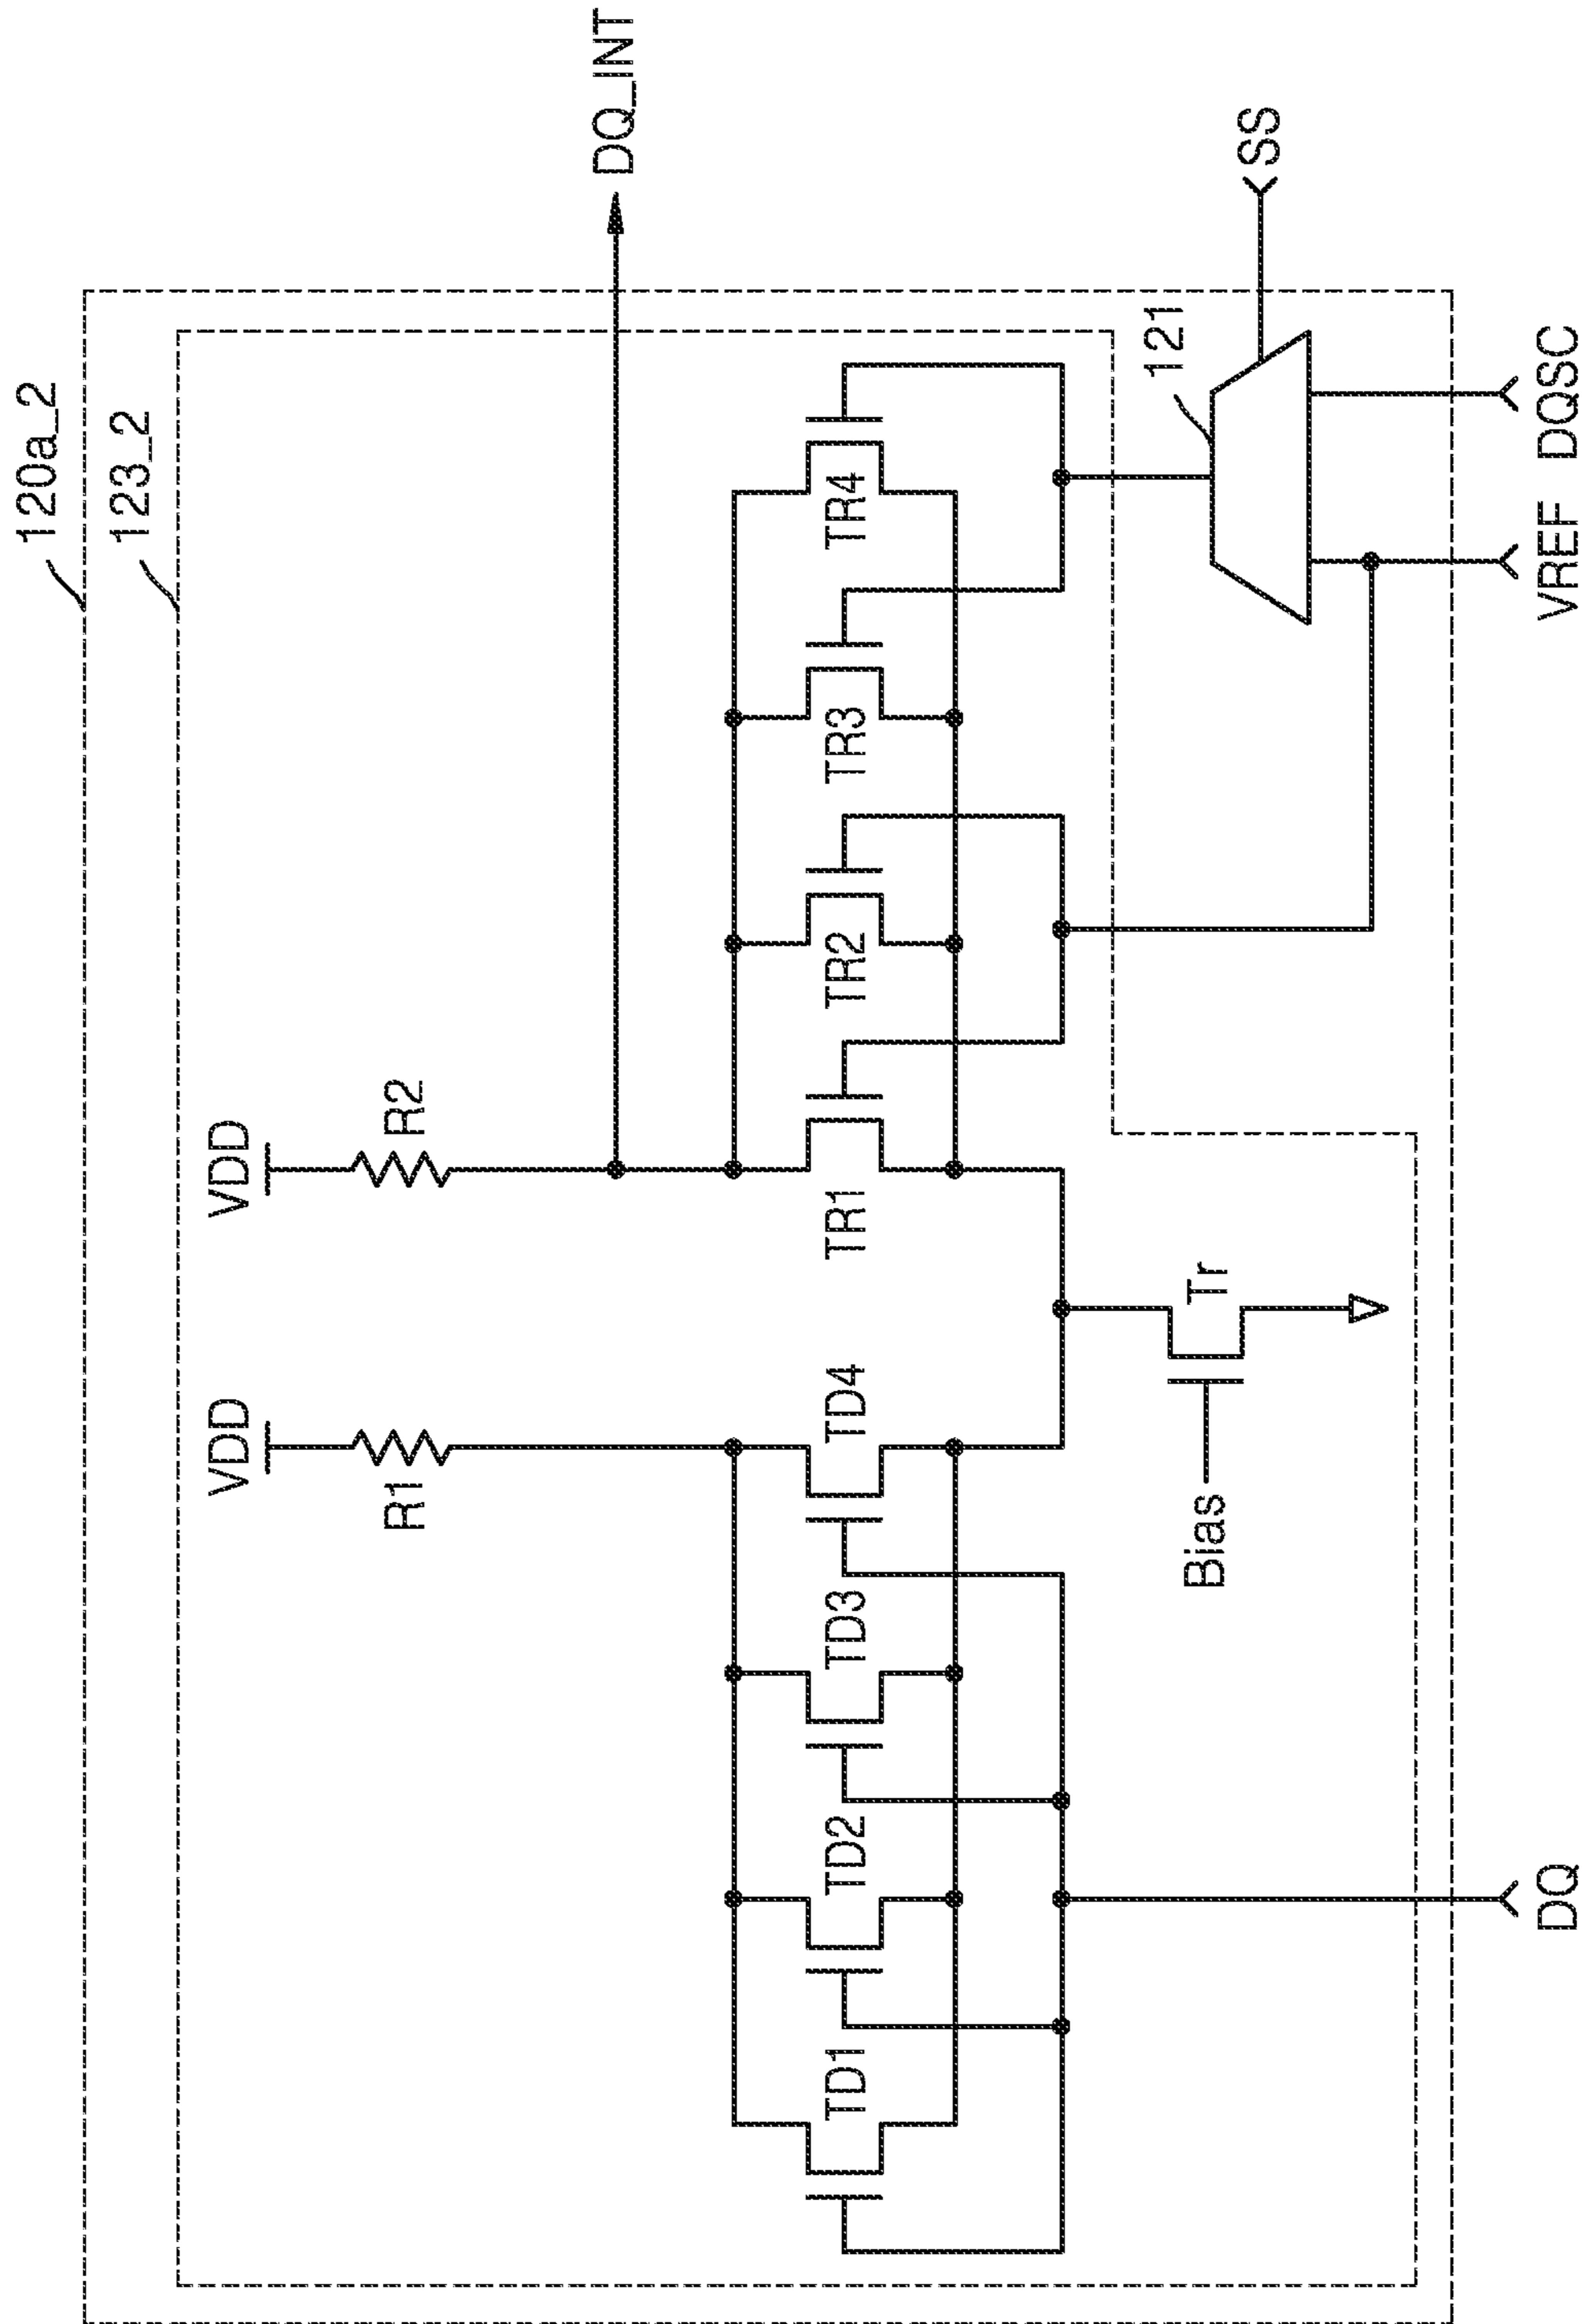 120a_2
123_2
VDD
VDD
R1
R2
DQ_INT
TD1
TD2
TD3
TD4
TR1
TR2
TR3
TR4
Bias
Tr
121
SS
DQ
VREF
DQSC